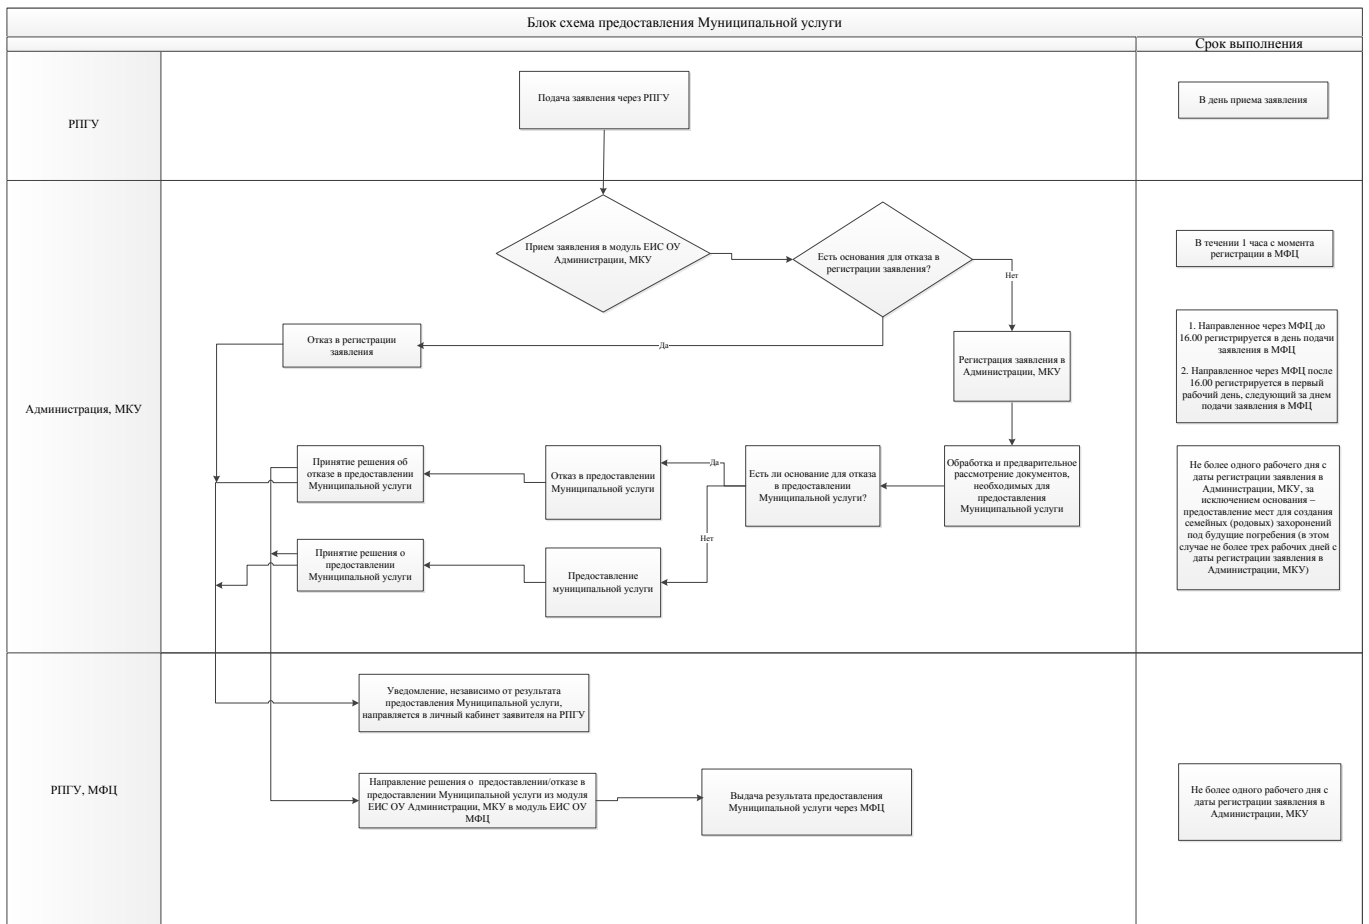 Блок схема предоставления Муниципальной услуги
Срок выполнения
РПГУ
Подача заявления через РПГУ
В день приема заявления
Администрация, МКУ
Прием заявления в модуль ЕИС ОУ
Администрации, МКУ
Есть основания для отказа в
регистрации заявления?
Нет
В течении 1 часа с момента
регистрации в МФЦ
Отказ в регистрации
заявления
Да
Регистрация заявления в
Администрации, МКУ
1. Направленное через МФЦ до
16.00 регистрируется в день подачи
заявления в МФЦ
2. Направленное через МФЦ после
16.00 регистрируется в первый
рабочий день, следующий за днем
подачи заявления в МФЦ
Принятие решения об
отказе в предоставлении
Муниципальной услуги
Отказ в предоставлении
Муниципальной услуги
Да
Есть ли основание для отказа
в предоставлении
Муниципальной услуги?
Обработка и предварительное
рассмотрение документов,
необходимых для
предоставления
Муниципальной услуги
Не более одного рабочего дня с
даты регистрации заявления в
Администрации, МКУ, за
исключением основания –
предоставление мест для создания
семейных (родовых) захоронений
под будущие погребения (в этом
случае не более трех рабочих дней с
даты регистрации заявления в
Администрации, МКУ)
Нет
Принятие решения о
предоставлении
Муниципальной услуги
Предоставление
муниципальной услуги
РПГУ, МФЦ
Уведомление, независимо от результата
предоставления Муниципальной услуги,
направляется в личный кабинет заявителя на РПГУ
Направление решения о предоставлении/отказе в
предоставлении Муниципальной услуги из модуля
ЕИС ОУ Администрации, МКУ в модуль ЕИС ОУ
МФЦ
Выдача результата предоставления
Муниципальной услуги через МФЦ
Не более одного рабочего дня с
даты регистрации заявления в
Администрации, МКУ